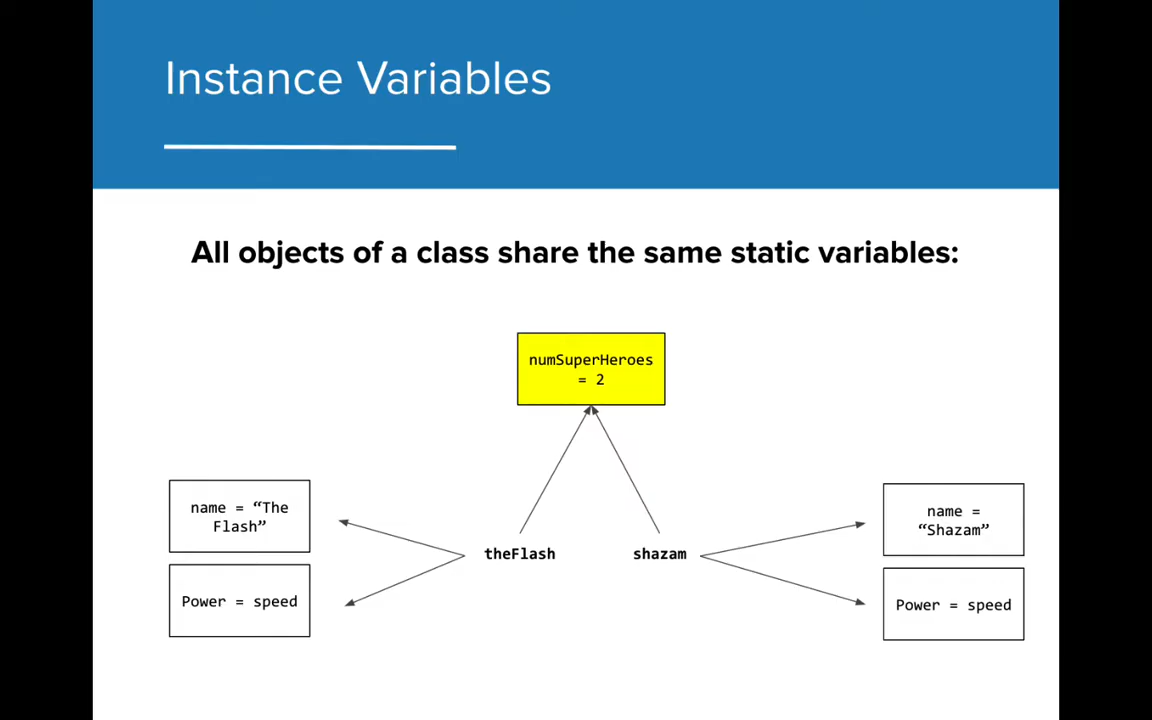 Instance Variables
All objects of a class share the same static variables:
numSuperHeroes
= 2
name = “The
Flash”
Power = speed
theFlash
shazam
name =
“Shazam”
Power = speed